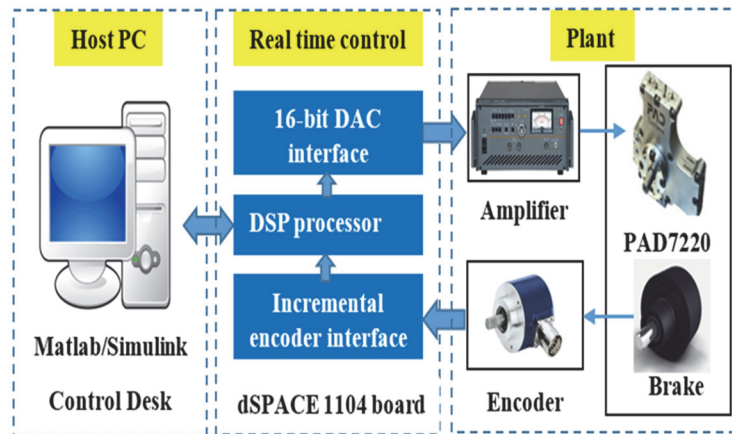 Host PC
Matlab/Simulink
Control Desk
Real time control
16-bit DAC
interface
DSP processor
Incremental
encoder interface
dSPACE 1104 board
Plant
Amplifier
PAD
PAD7220
Encoder
Brake